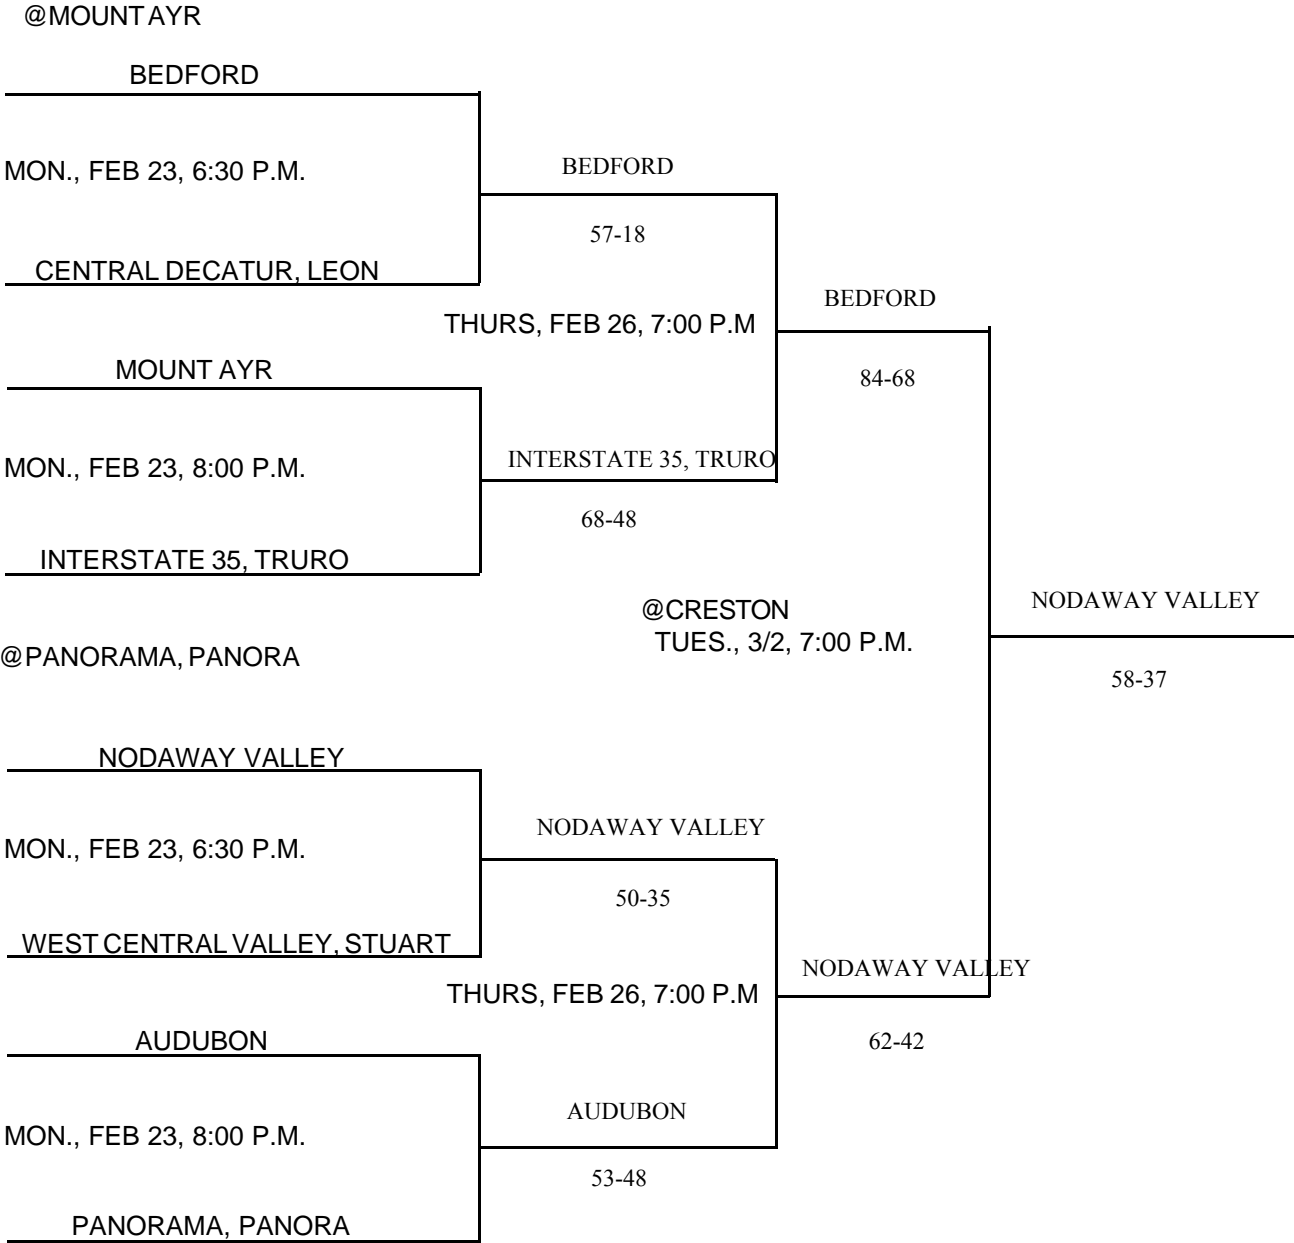 @MOUNT AYR
BEDFORD
MON., FEB 23, 6:30 P.M.
BEDFORD
57-18
CENTRAL DECATUR, LEON
BEDFORD
THURS, FEB 26, 7:00 P.M
MOUNT AYR
84-68
MON., FEB 23, 8:00 P.M.
INTERSTATE 35, TRURO
68-48
INTERSTATE 35, TRURO
@CRESTON
TUES., 3/2, 7:00 P.M.
NODAWAY VALLEY
58-37
@PANORAMA, PANORA
NODAWAY VALLEY
MON., FEB 23, 6:30 P.M.
NODAWAY VALLEY
50-35
WEST CENTRAL VALLEY, STUART
NODAWAY VALLEY
THURS, FEB 26, 7:00 P.M
AUDUBON
62-42
MON., FEB 23, 8:00 P.M.
AUDUBON
53-48
PANORAMA, PANORA